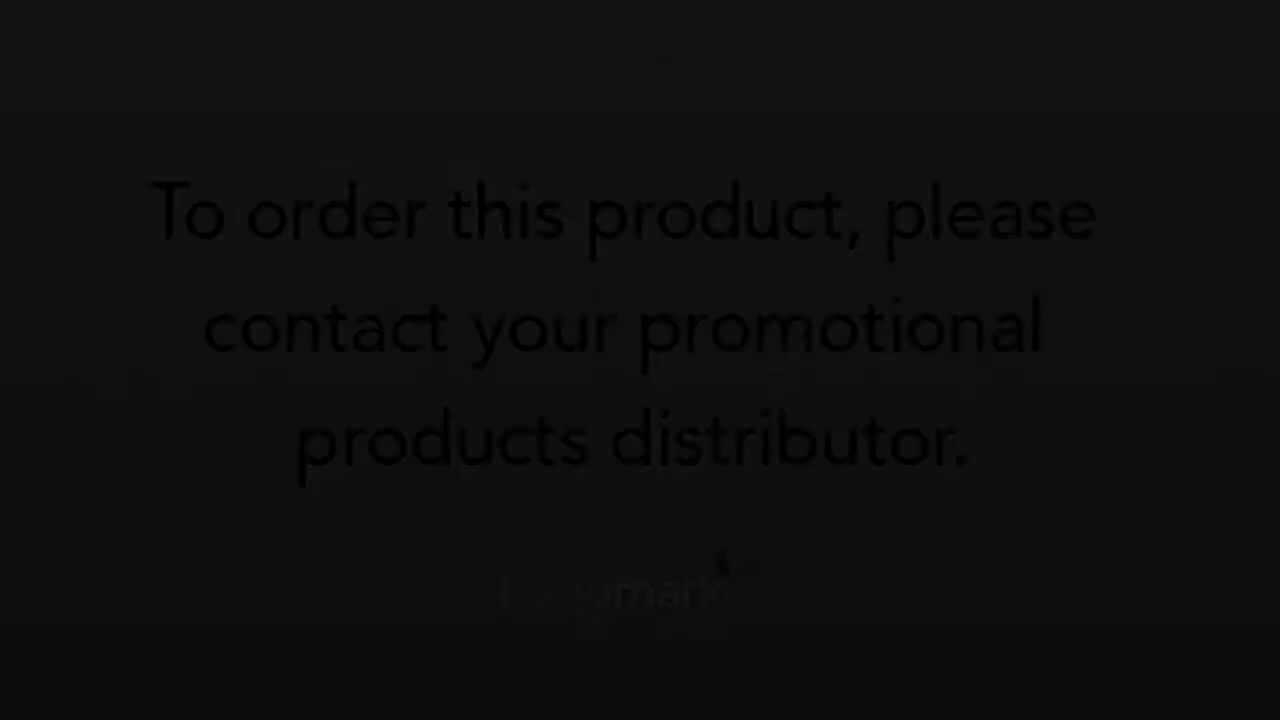 To order this product, please
contact your promotional
products distributor.